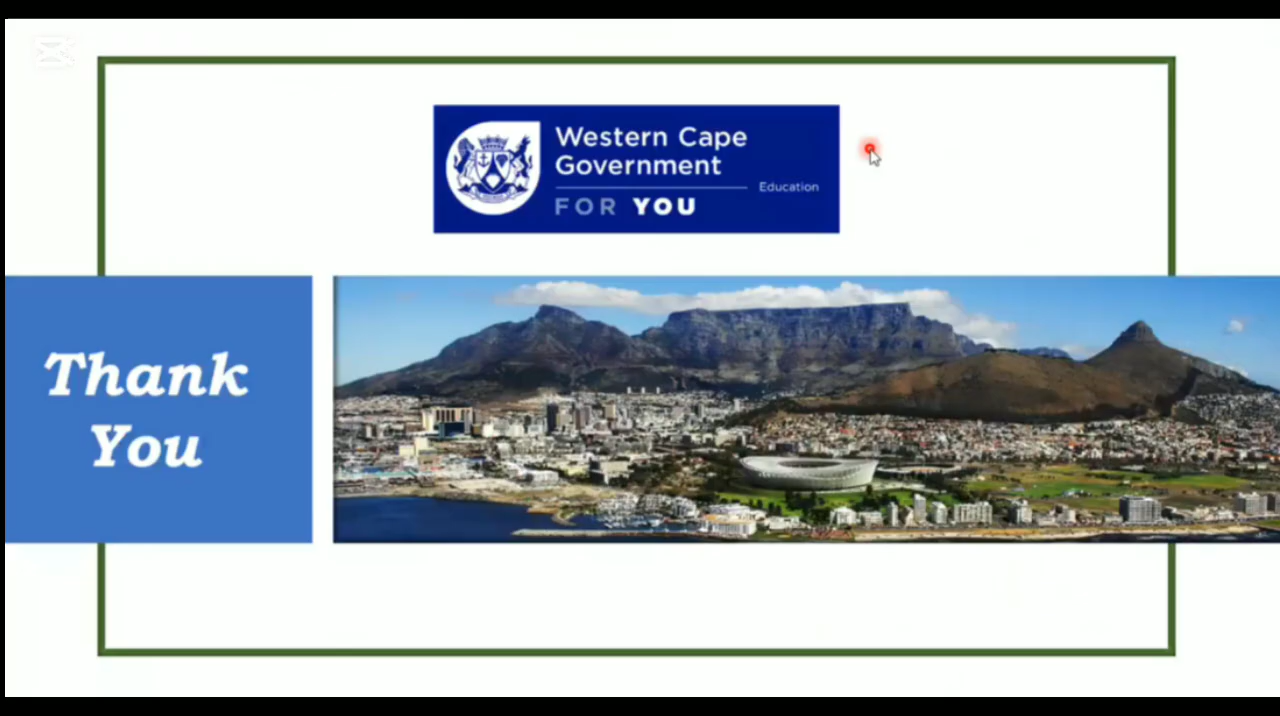 Western Cape
Government
Education
FOR YOU
Thank
You